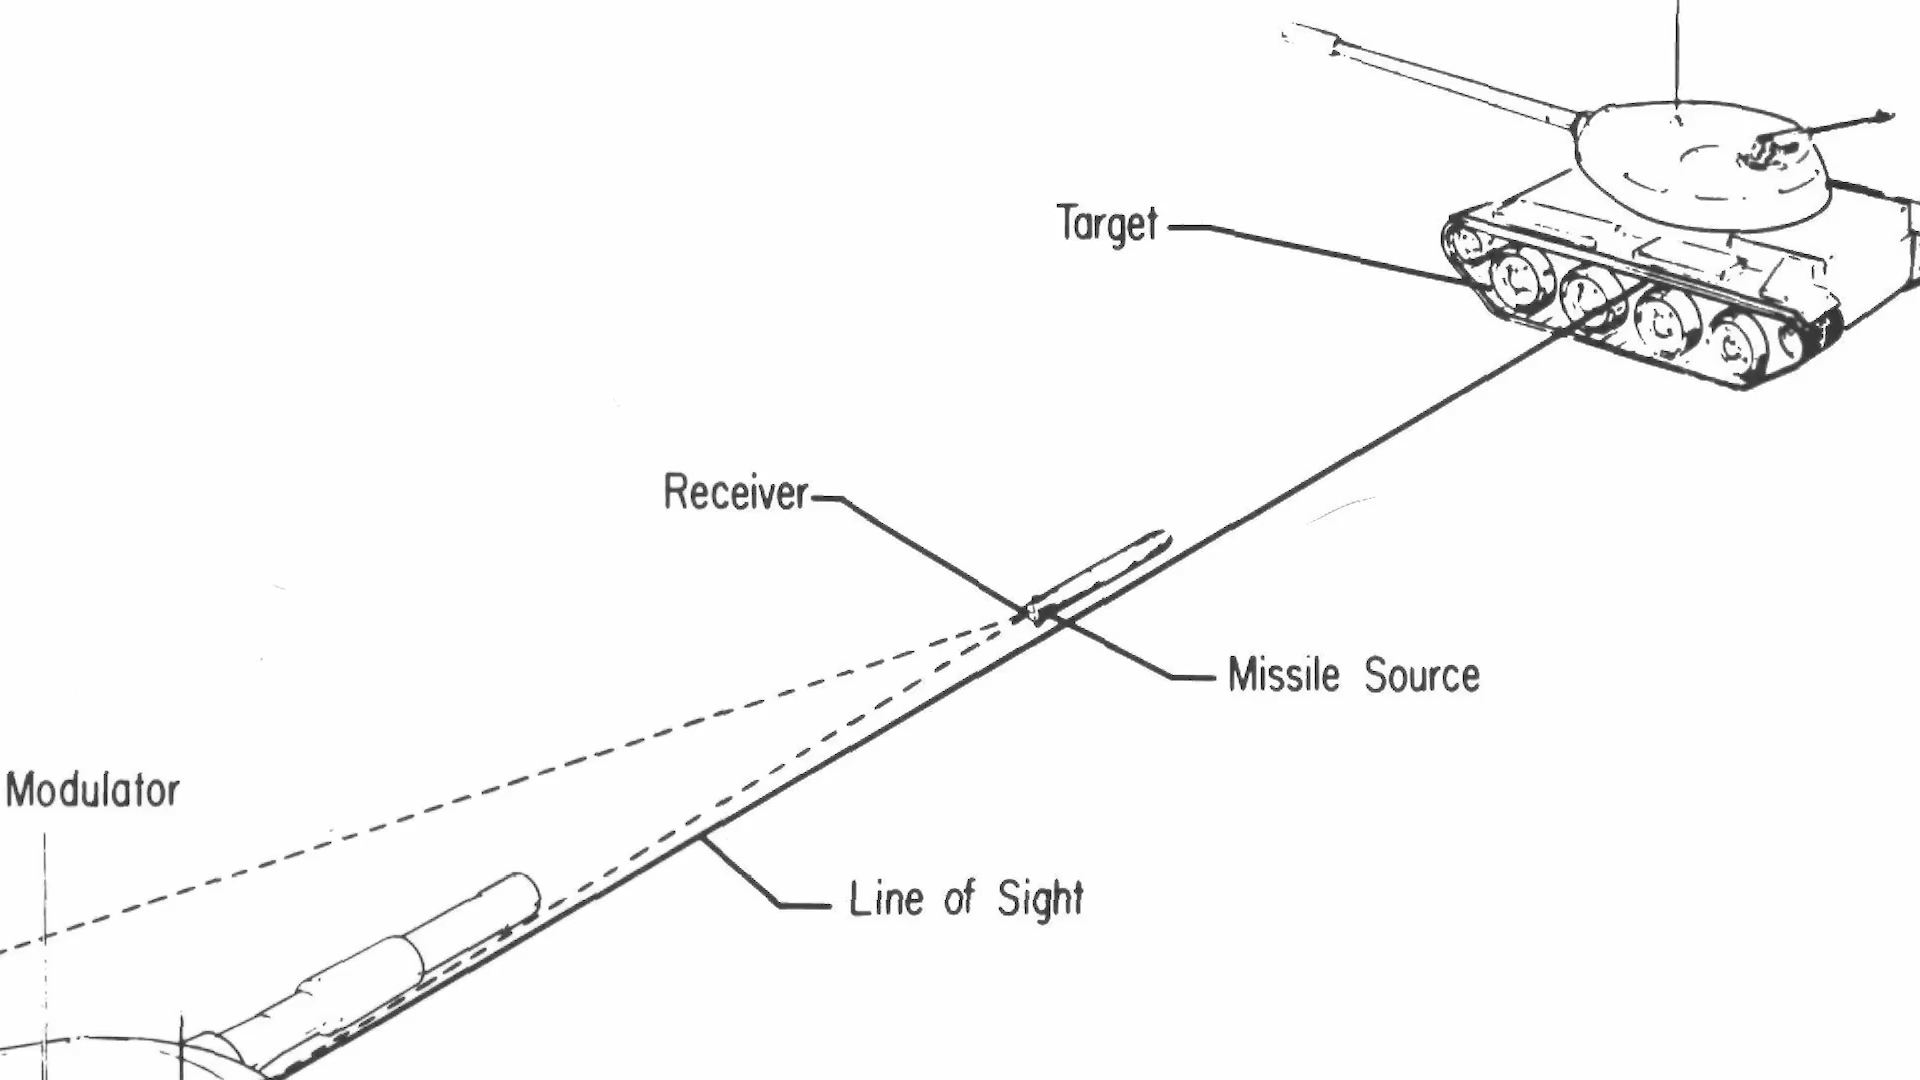 Target
Receiver
Missile Source
Modulator
Line of Sight